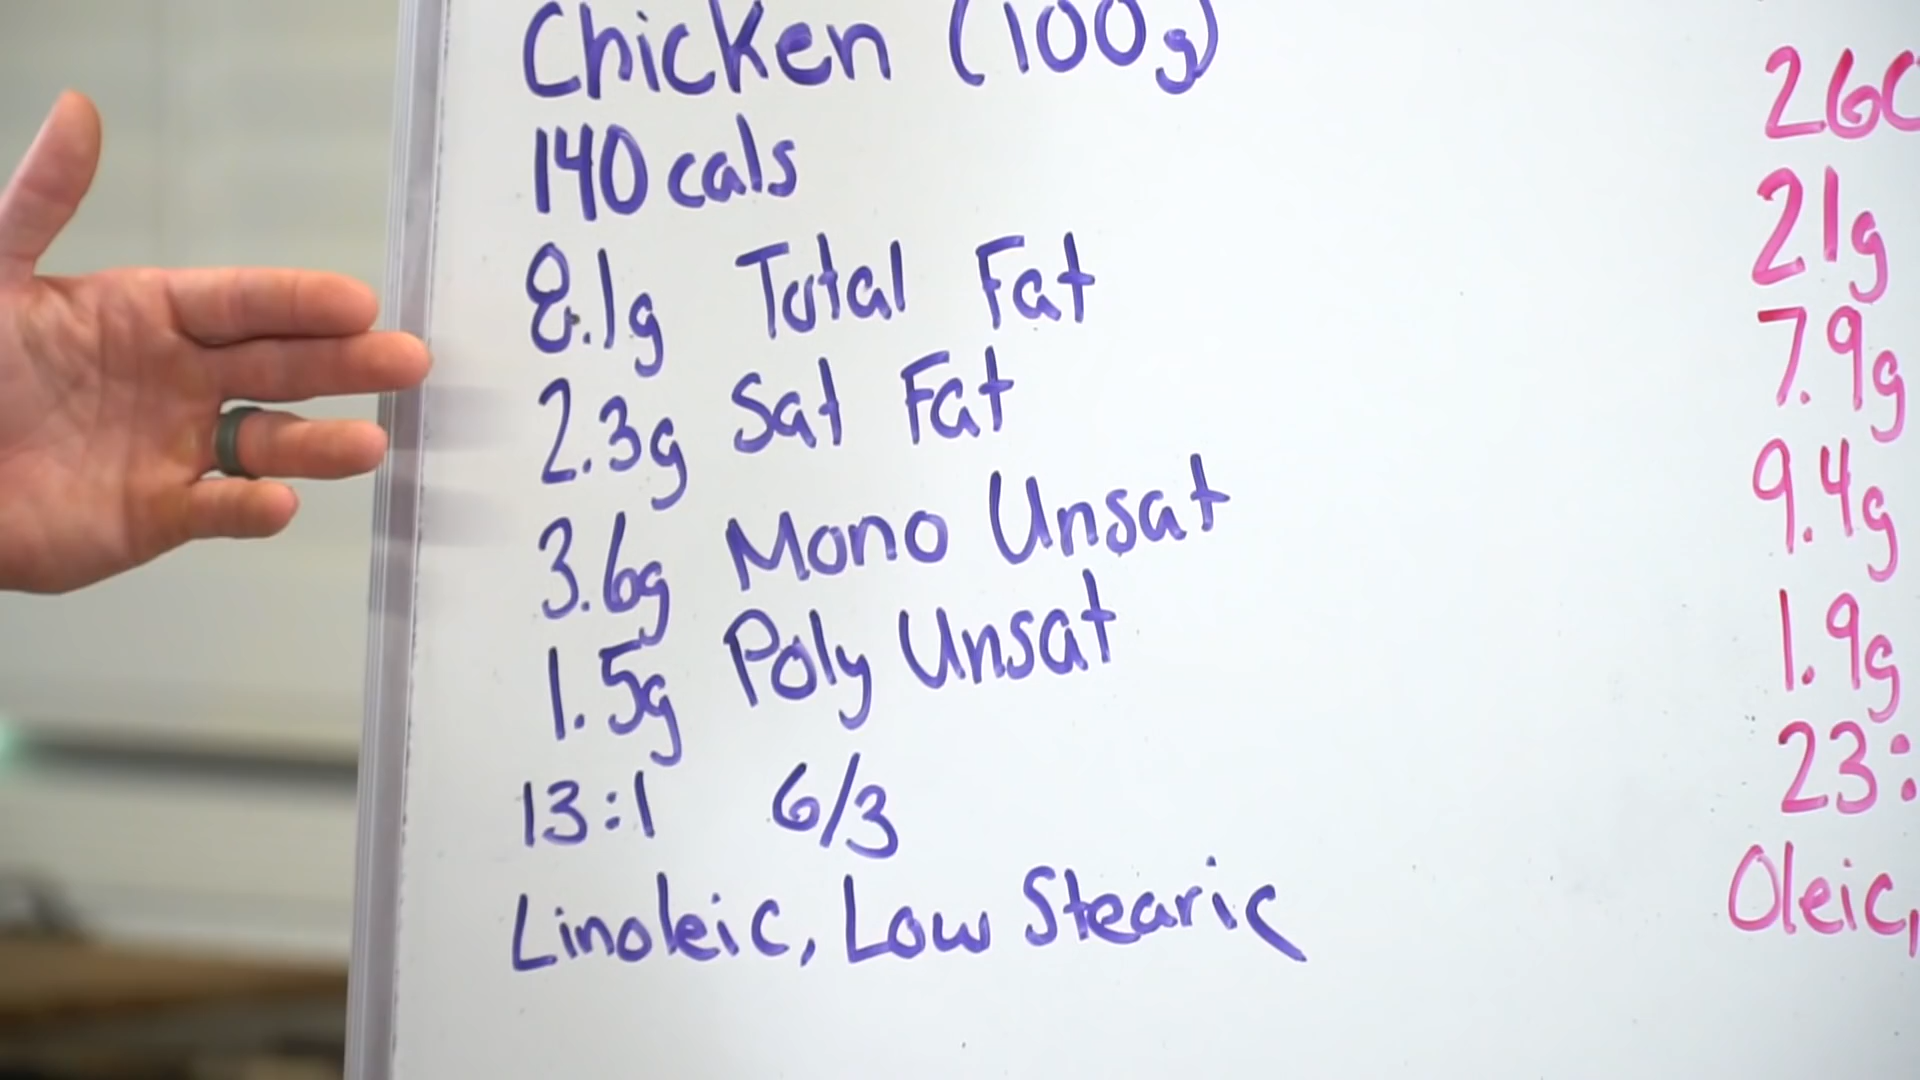 Chicken (100g)
140 cals
8.1g Total Fat
2.3g Sat Fat
3.6g Mono Unsat
1.5g Poly Unsat
13:1 6/3
Linoleic, Low Stearic
21g
7.9g
9.4g
1.9g
23:
Oleic,